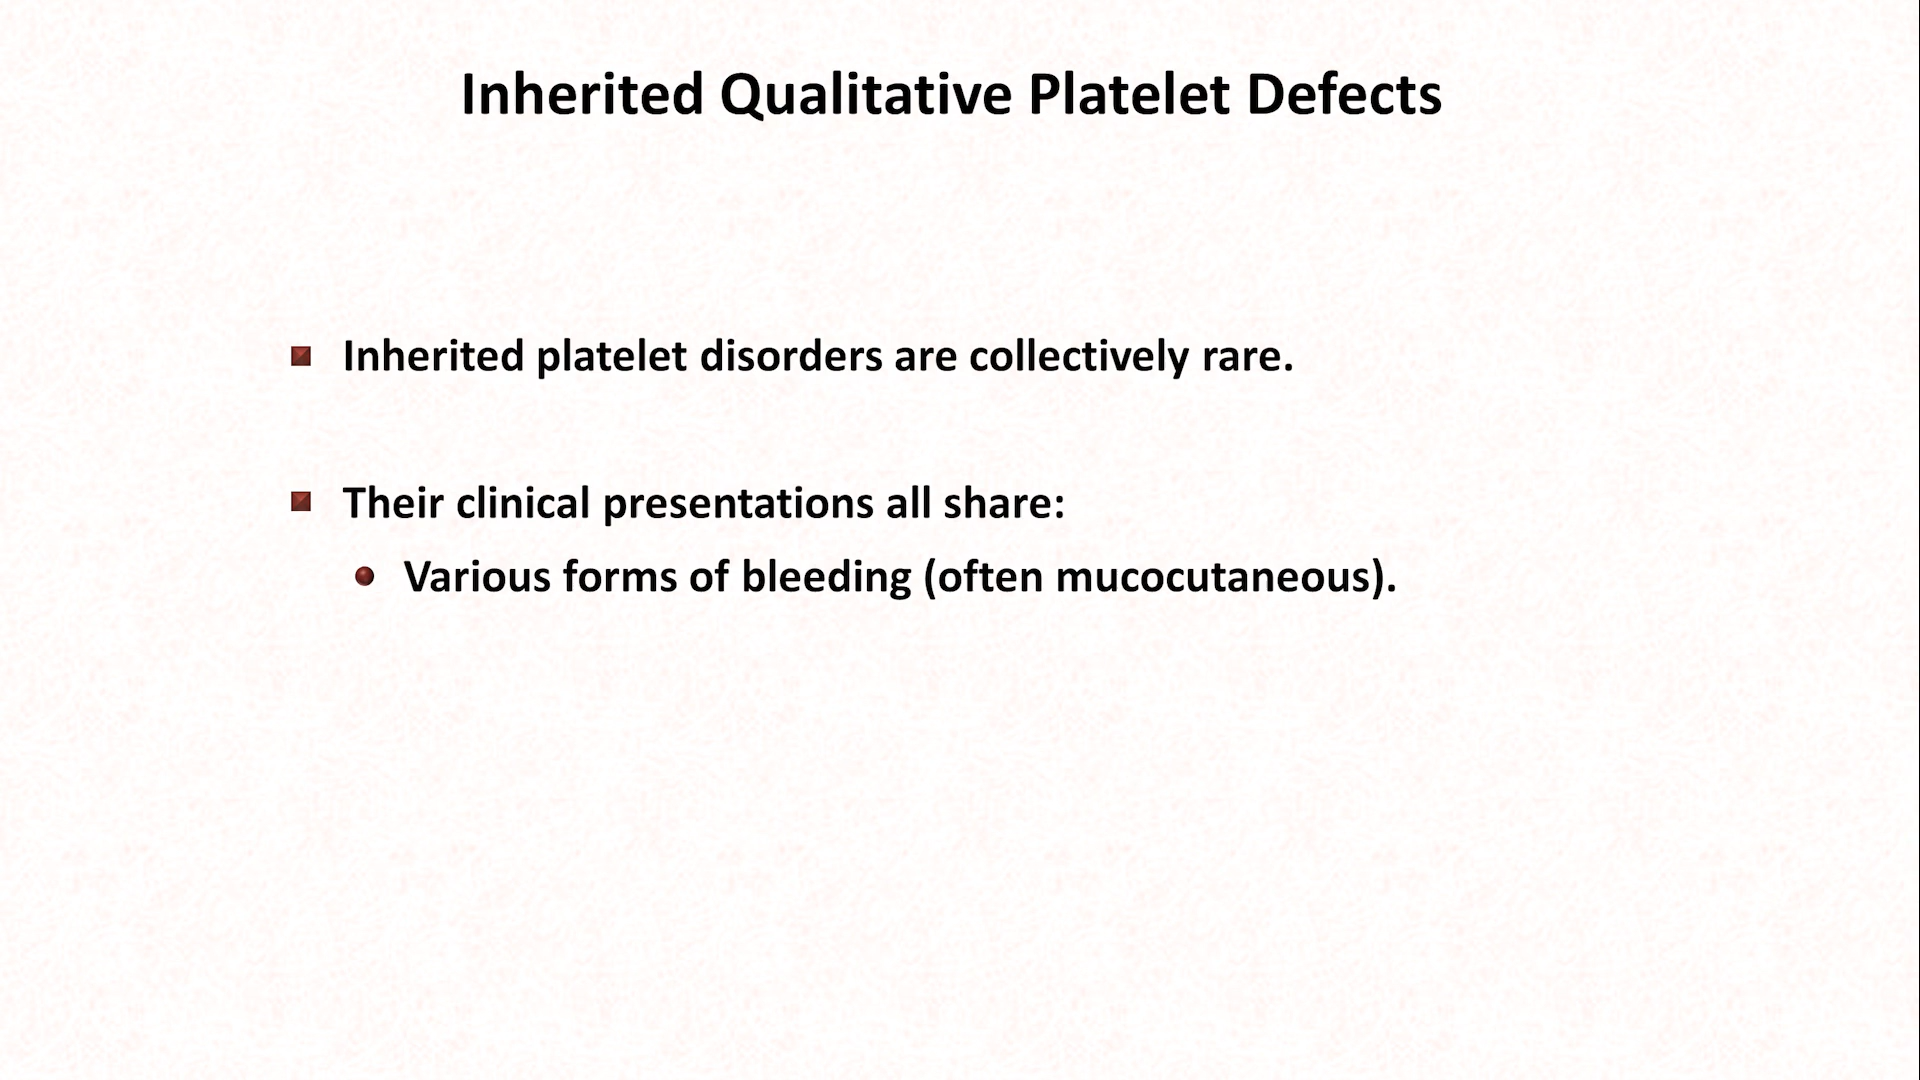 Inherited Qualitative Platelet Defects
Inherited platelet disorders are collectively rare.
Their clinical presentations all share:
Various forms of bleeding (often mucocutaneous).